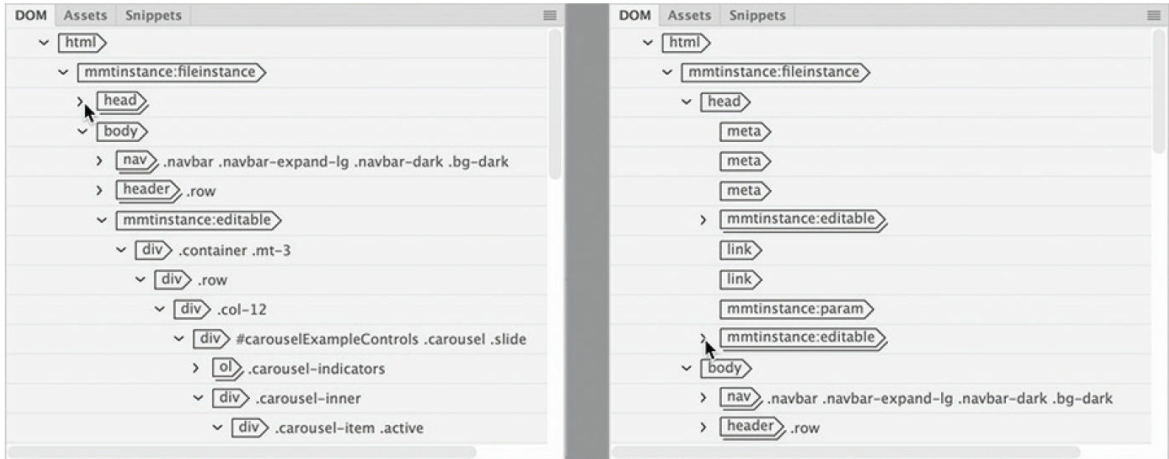 DOM Assets Snippets
html
mmtinstance:fileinstance
head
body
nav .navbar .navbar-expand-lg .navbar-dark .bg-dark
header .row
mmtinstance:editable
div .container .mt-3
div .row
div .col-12
div #carouselExampleControls .carousel .slide
ol .carousel-indicators
div .carousel-inner
div .carousel-item .active
DOM Assets Snippets
html
mmtinstance:fileinstance
head
meta
meta
meta
mmtinstance:editable
link
link
mmtinstance:param
mmtinstance:editable
body
nav .navbar .navbar-expand-lg .navbar-dark .bg-dark
header .row